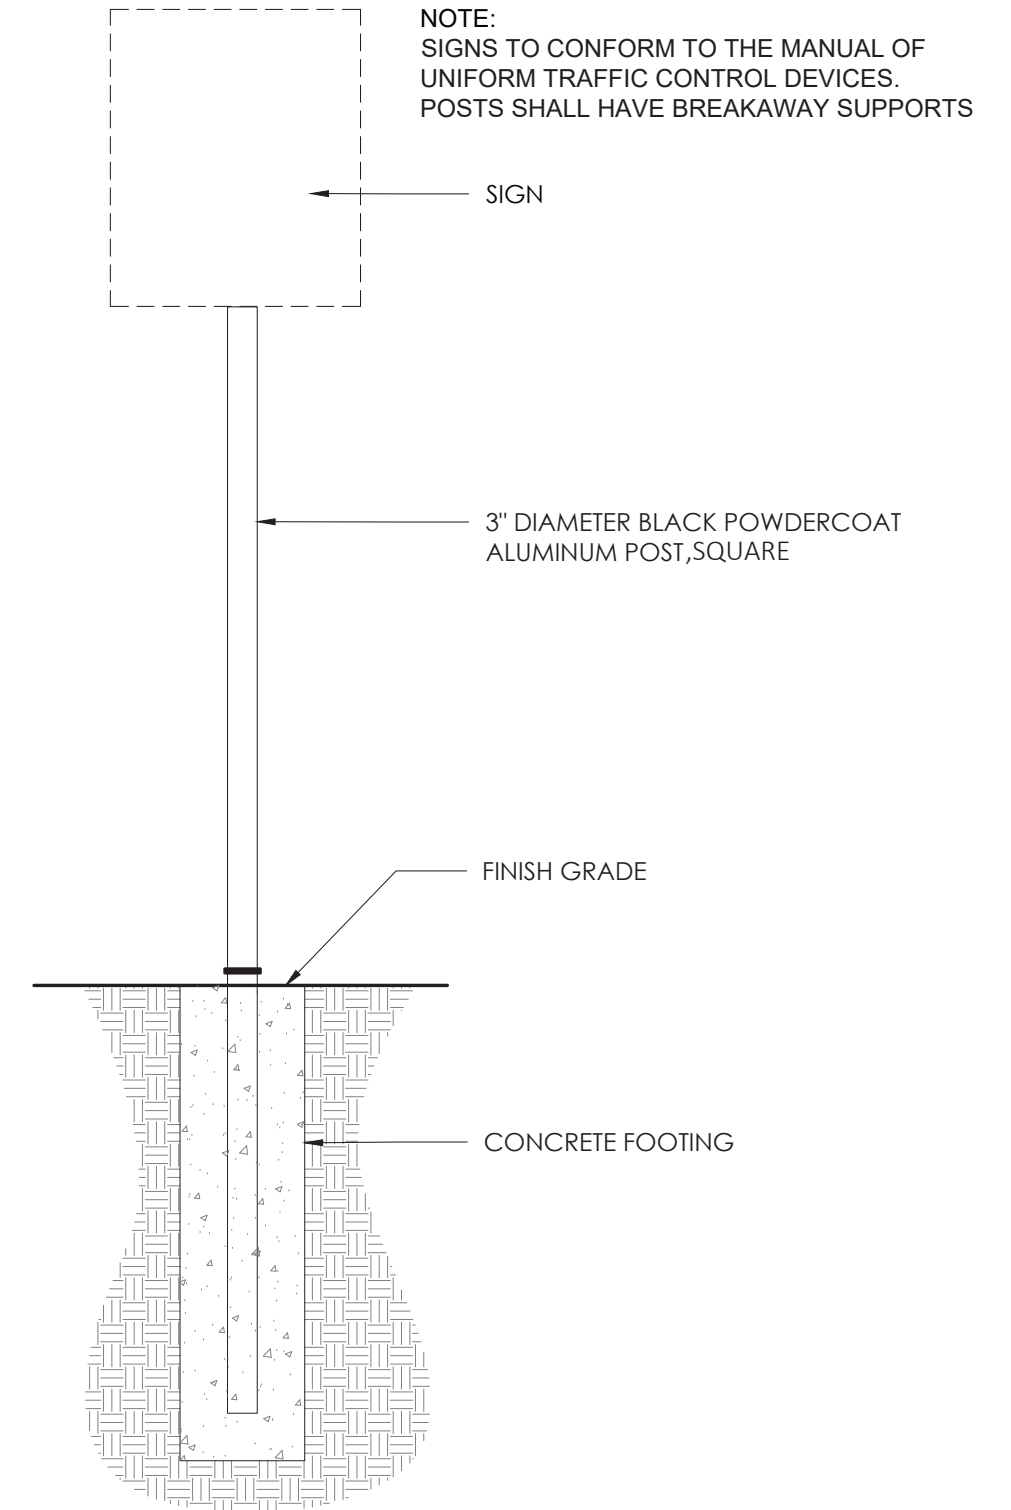 NOTE:
SIGNS TO CONFORM TO THE MANUAL OF
UNIFORM TRAFFIC CONTROL DEVICES.
POSTS SHALL HAVE BREAKAWAY SUPPORTS
SIGN
3" DIAMETER BLACK POWDERCOAT
ALUMINUM POST,SQUARE
FINISH GRADE
CONCRETE FOOTING